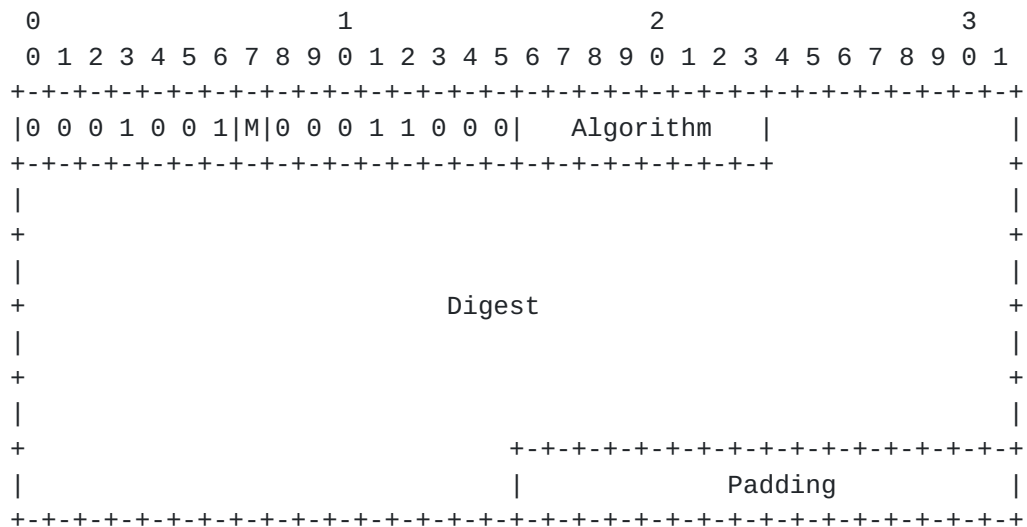 0                   1                   2                   3
 0 1 2 3 4 5 6 7 8 9 0 1 2 3 4 5 6 7 8 9 0 1 2 3 4 5 6 7 8 9 0 1
+-+-+-+-+-+-+-+-+-+-+-+-+-+-+-+-+-+-+-+-+-+-+-+-+-+-+-+-+-+-+-+-+
|0 0 0 1 0 0 1|M|0 0 0 1 1 0 0 0|   Algorithm   |               |
+-+-+-+-+-+-+-+-+-+-+-+-+-+-+-+-+-+-+-+-+-+-+-+-+               +
|                                                               |
+                                                               +
|                                                               |
+                           Digest                              +
|                                                               |
+                                                               +
|                                                               |
+                               +-+-+-+-+-+-+-+-+-+-+-+-+-+-+-+-+
|                               |             Padding           |
+-+-+-+-+-+-+-+-+-+-+-+-+-+-+-+-+-+-+-+-+-+-+-+-+-+-+-+-+-+-+-+-+